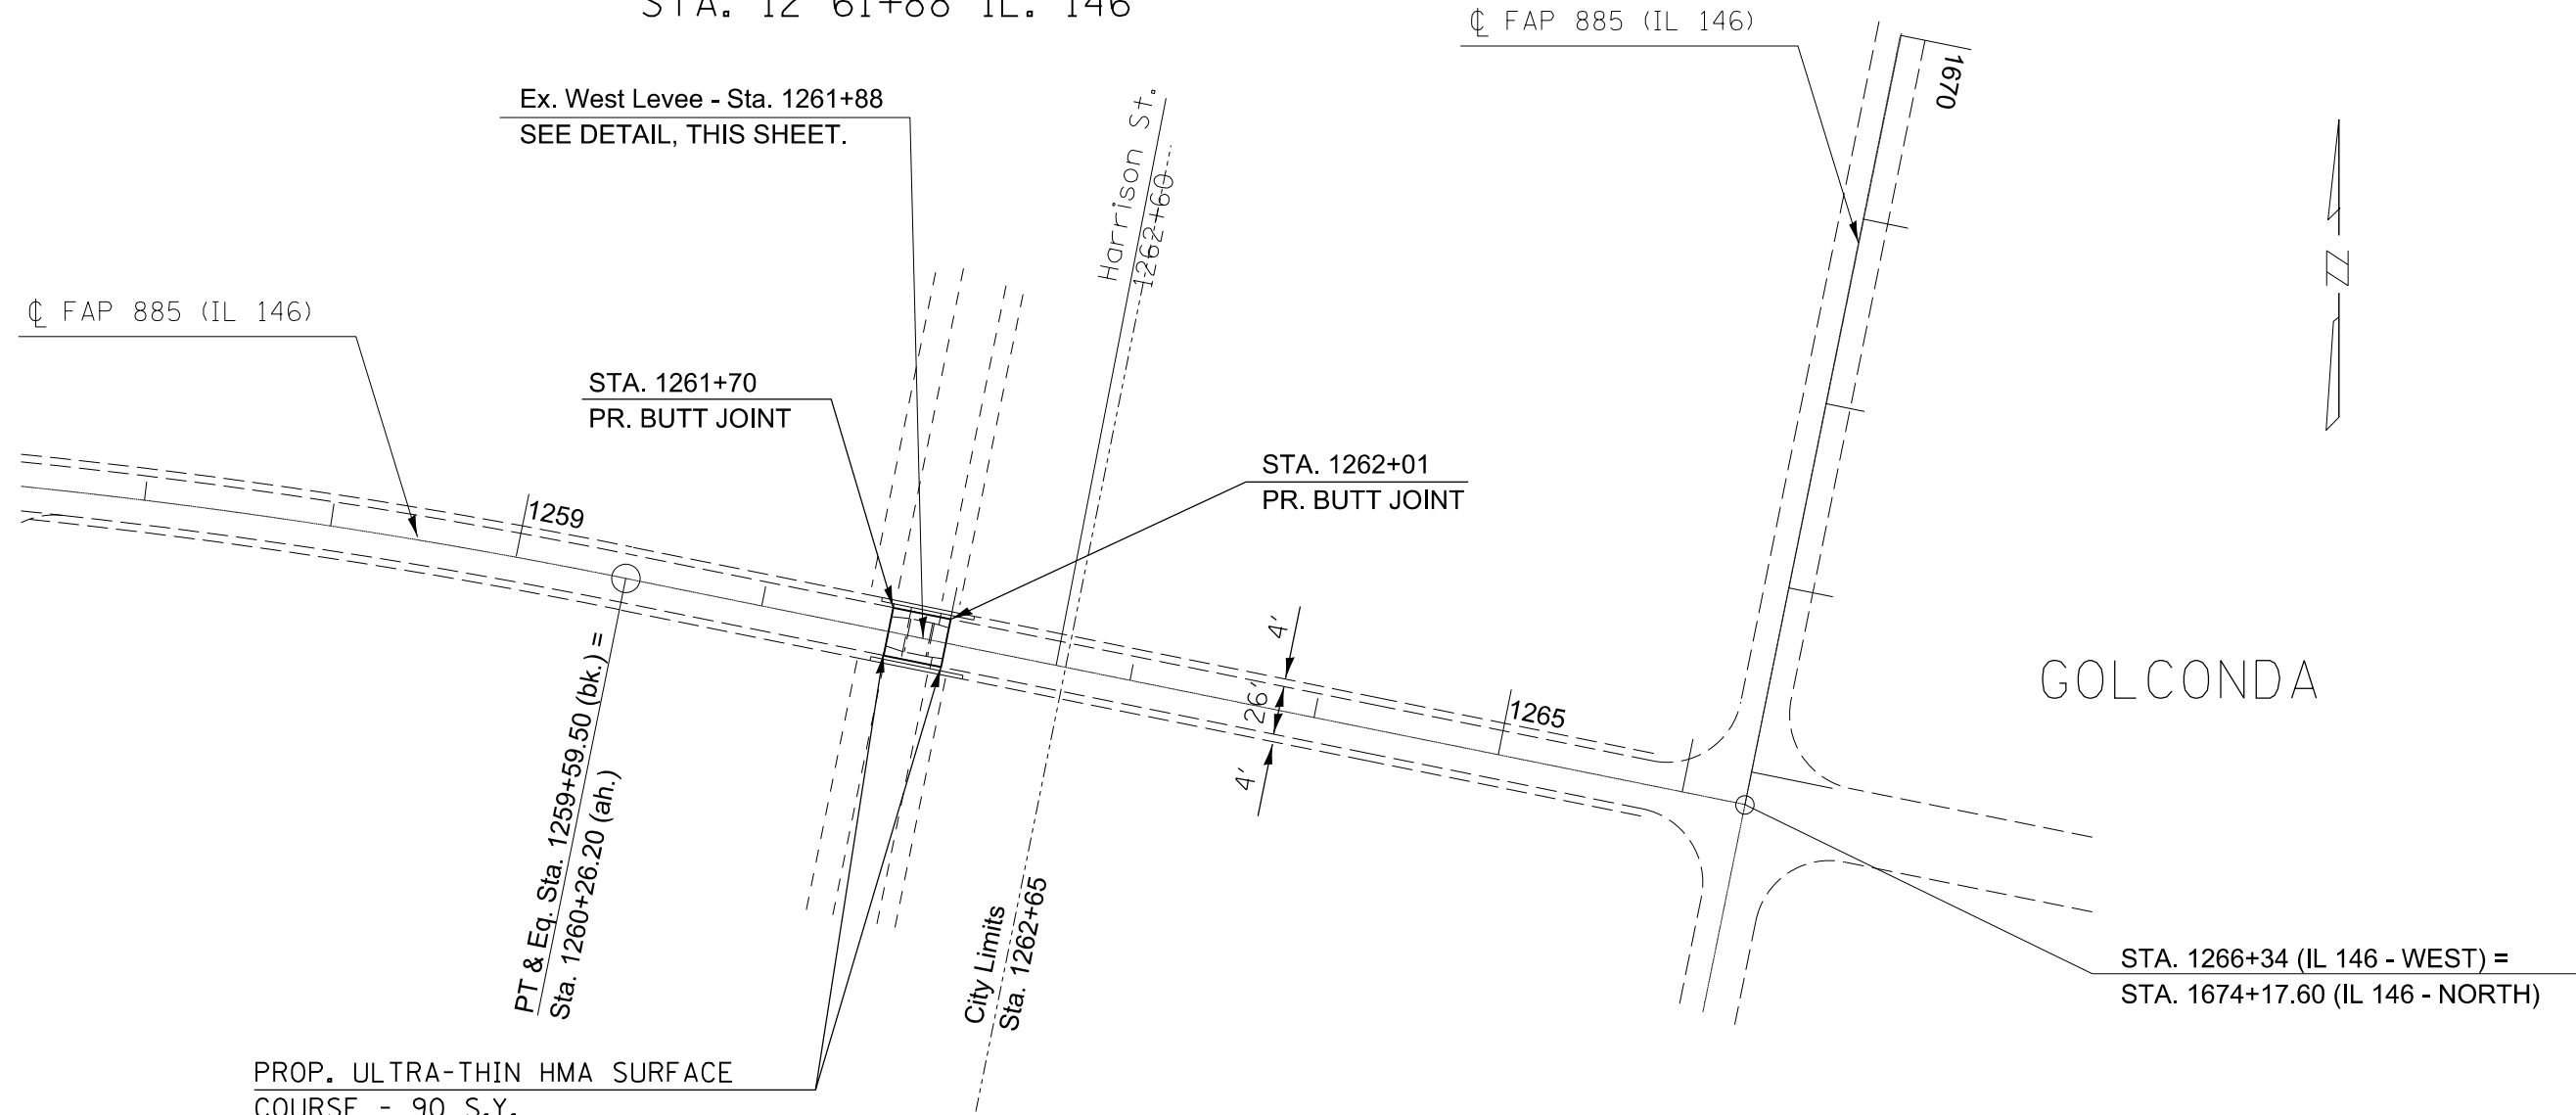 STA. 12 61+88 IL. 146
℄ FAP 885 (IL 146)
1670
Ex. West Levee - Sta. 1261+88
SEE DETAIL, THIS SHEET.
Harrison St.
1262+60
N
℄ FAP 885 (IL 146)
STA. 1261+70
PR. BUTT JOINT
STA. 1262+01
PR. BUTT JOINT
1259
4'
26'
4'
1265
GOLCONDA
PT & Eq. Sta. 1259+59.50 (bk.) =
Sta. 1260+26.20 (ah.)
City Limits
Sta. 1262+65
STA. 1266+34 (IL 146 - WEST) =
STA. 1674+17.60 (IL 146 - NORTH)
PROP. ULTRA-THIN HMA SURFACE
COURSE - 90 S.Y.